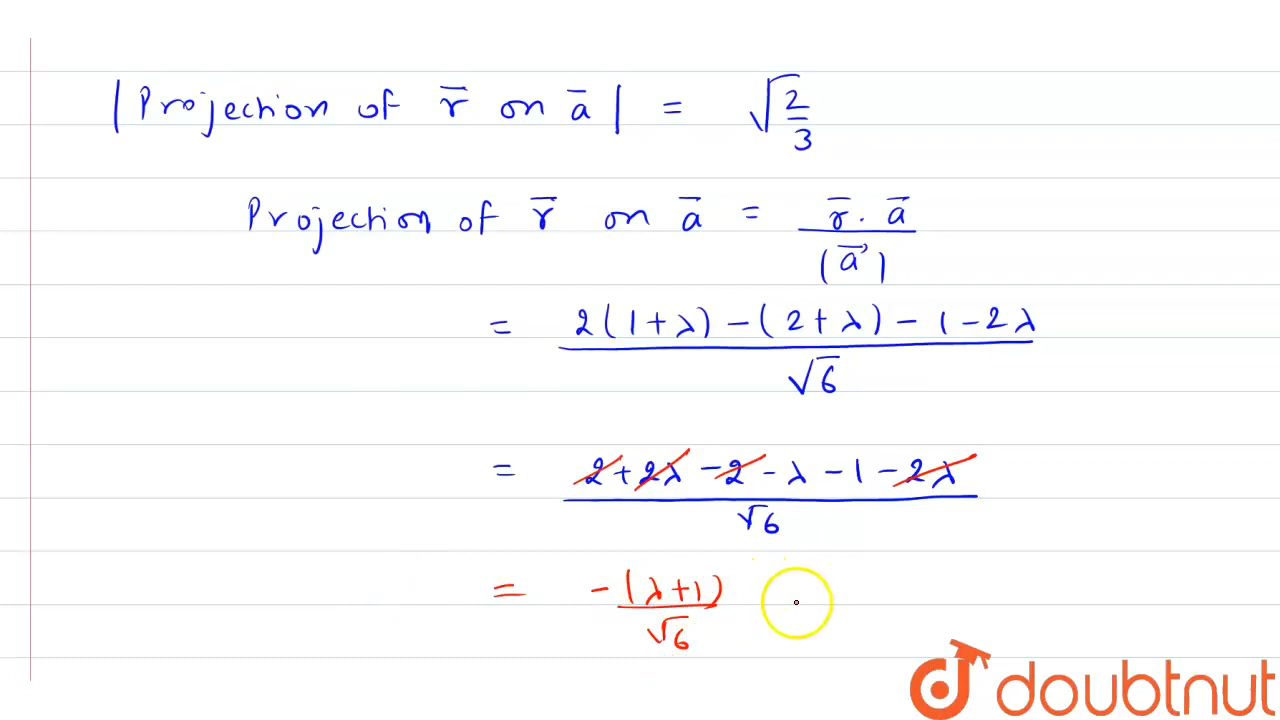 |Projection of r̅ on a̅| = √(2/3)
Projection of r̅ on a̅ = (r̅ . a̅)/(|a⃗|)
= (2(1+λ) – (2+λ) – 1 – 2λ)/√6
= (2 + 2λ – 2 – λ – 1 – 2λ)/√6
= –(λ+1)/√6
doubtnut